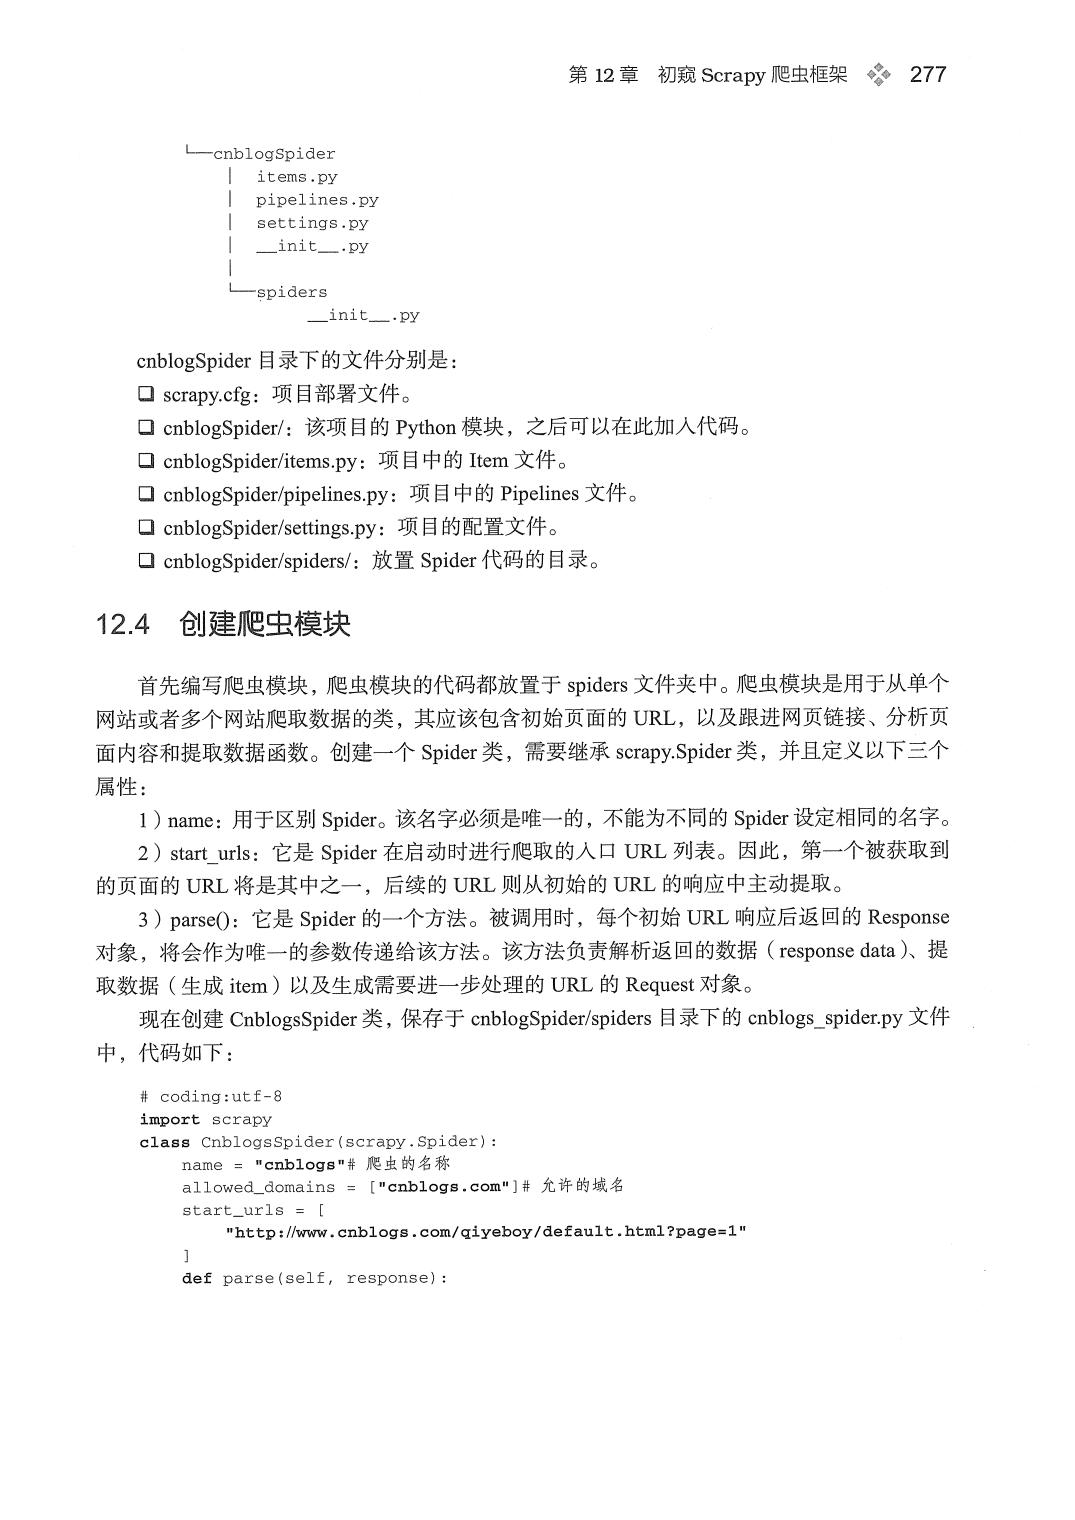 第 12 章 初窥 Scrapy 爬虫框架 277
└──cnblogSpider
│ items.py
│ pipelines.py
│ settings.py
│ __init__.py
│
└──spiders
__init__.py
cnblogSpider 目录下的文件分别是：
❑ scrapy.cfg：项目部署文件。
❑ cnblogSpider/：该项目的 Python 模块，之后可以在此加入代码。
❑ cnblogSpider/items.py：项目中的 Item 文件。
❑ cnblogSpider/pipelines.py：项目中的 Pipelines 文件。
❑ cnblogSpider/settings.py：项目的配置文件。
❑ cnblogSpider/spiders/：放置 Spider 代码的目录。
12.4 创建爬虫模块
首先编写爬虫模块，爬虫模块的代码都放置于 spiders 文件夹中。爬虫模块是用于从单个
网站或者多个网站爬取数据的类，其应该包含初始页面的 URL，以及跟进网页链接、分析页
面内容和提取数据函数。创建一个 Spider 类，需要继承 scrapy.Spider 类，并且定义以下三个
属性：
1）name：用于区别 Spider。该名字必须是唯一的，不能为不同的 Spider 设定相同的名字。
2）start_urls：它是 Spider 在启动时进行爬取的入口 URL 列表。因此，第一个被获取到
的页面的 URL 将是其中之一，后续的 URL 则从初始的 URL 的响应中主动提取。
3）parse()：它是 Spider 的一个方法。被调用时，每个初始 URL 响应后返回的 Response
对象，将会作为唯一的参数传递给该方法。该方法负责解析返回的数据（response data）、提
取数据（生成 item）以及生成需要进一步处理的 URL 的 Request 对象。
现在创建 CnblogsSpider 类，保存于 cnblogSpider/spiders 目录下的 cnblogs_spider.py 文件
中，代码如下：
# coding:utf-8
import scrapy
class CnblogsSpider(scrapy.Spider):
name = "cnblogs"# 爬虫的名称
allowed_domains = ["cnblogs.com"]# 允许的域名
start_urls = [
"http://www.cnblogs.com/qiyeboy/default.html?page=1"
]
def parse(self, response):